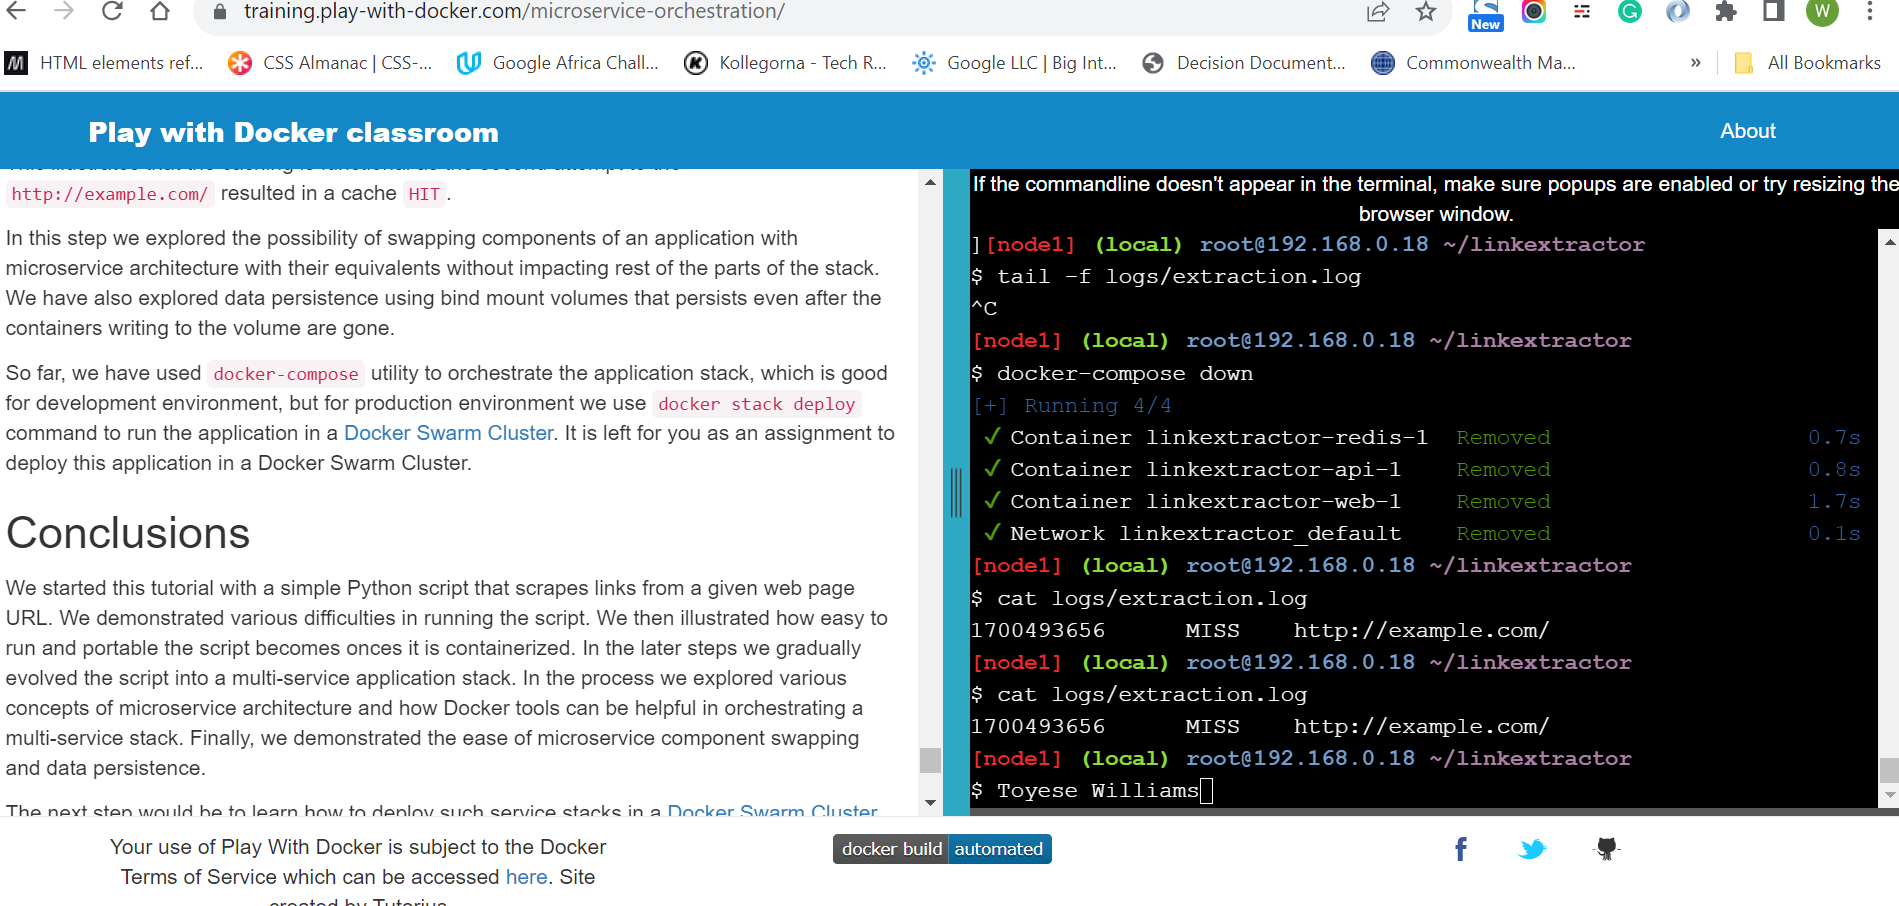 training.play-with-docker.com/microservice-orchestration/
New
W
HTML elements ref...
CSS Almanac | CSS-...
Google Africa Chall...
Kollegorna - Tech R...
Google LLC | Big Int...
Decision Document...
Commonwealth Ma...
»
All Bookmarks
Play with Docker classroom
About
http://example.com/ resulted in a cache HIT.
In this step we explored the possibility of swapping components of an application with
microservice architecture with their equivalents without impacting rest of the parts of the stack.
We have also explored data persistence using bind mount volumes that persists even after the
containers writing to the volume are gone.
So far, we have used docker-compose utility to orchestrate the application stack, which is good
for development environment, but for production environment we use docker stack deploy
command to run the application in a Docker Swarm Cluster. It is left for you as an assignment to
deploy this application in a Docker Swarm Cluster.
Conclusions
We started this tutorial with a simple Python script that scrapes links from a given web page
URL. We demonstrated various difficulties in running the script. We then illustrated how easy to
run and portable the script becomes onces it is containerized. In the later steps we gradually
evolved the script into a multi-service application stack. In the process we explored various
concepts of microservice architecture and how Docker tools can be helpful in orchestrating a
multi-service stack. Finally, we demonstrated the ease of microservice component swapping
and data persistence.
The next step would be to learn how to deploy such service stacks in a Docker Swarm Cluster
If the commandline doesn't appear in the terminal, make sure popups are enabled or try resizing the
browser window.
][node1] (local) root@192.168.0.18 ~/linkextractor
$ tail -f logs/extraction.log
^C
[node1] (local) root@192.168.0.18 ~/linkextractor
$ docker-compose down
[+] Running 4/4
✓ Container linkextractor-redis-1 Removed 0.7s
✓ Container linkextractor-api-1 Removed 0.8s
✓ Container linkextractor-web-1 Removed 1.7s
✓ Network linkextractor_default Removed 0.1s
[node1] (local) root@192.168.0.18 ~/linkextractor
$ cat logs/extraction.log
1700493656 MISS http://example.com/
[node1] (local) root@192.168.0.18 ~/linkextractor
$ cat logs/extraction.log
1700493656 MISS http://example.com/
[node1] (local) root@192.168.0.18 ~/linkextractor
$ Toyese Williams
Your use of Play With Docker is subject to the Docker
Terms of Service which can be accessed here. Site
created by Tutorius
docker build automated